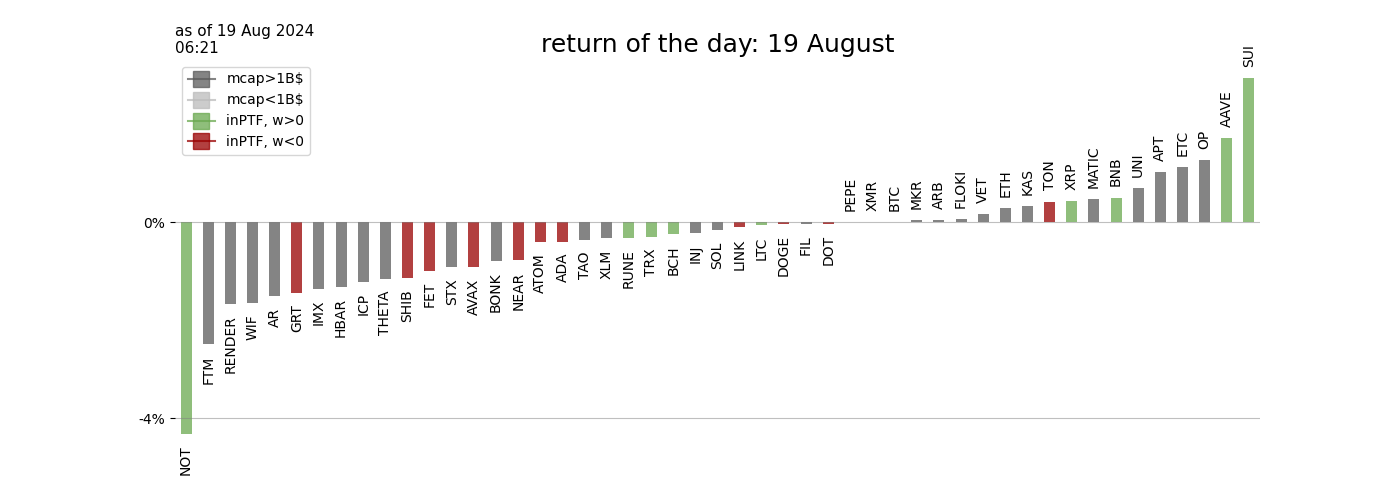 as of 19 Aug 2024
06:21
return of the day: 19 August
mcap>1B$
mcap<1B$
inPTF, w>0
inPTF, w<0
0%
-4%
NOT
FTM
RENDER
WIF
AR
GRT
IMX
HBAR
ICP
THETA
SHIB
FET
STX
AVAX
BONK
NEAR
ATOM
ADA
TAO
XLM
RUNE
TRX
BCH
INJ
SOL
LINK
LTC
DOGE
FIL
DOT
PEPE
XMR
BTC
MKR
ARB
FLOKI
VET
ETH
KAS
TON
XRP
MATIC
BNB
UNI
APT
ETC
OP
AAVE
SUI